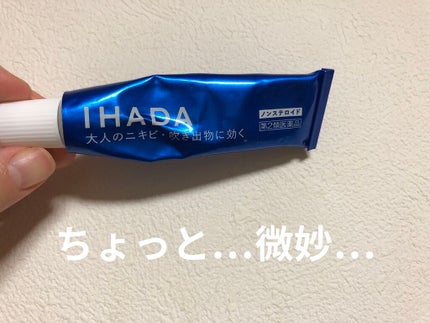 IHADA
大人のニキビ・吹き出物に効く
ノンステロイド
第2類医薬品
ちょっと...微妙...